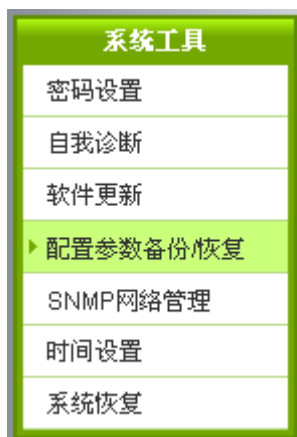 系统工具
密码设置
自我诊断
软件更新
配置参数备份/恢复
SNMP网络管理
时间设置
系统恢复